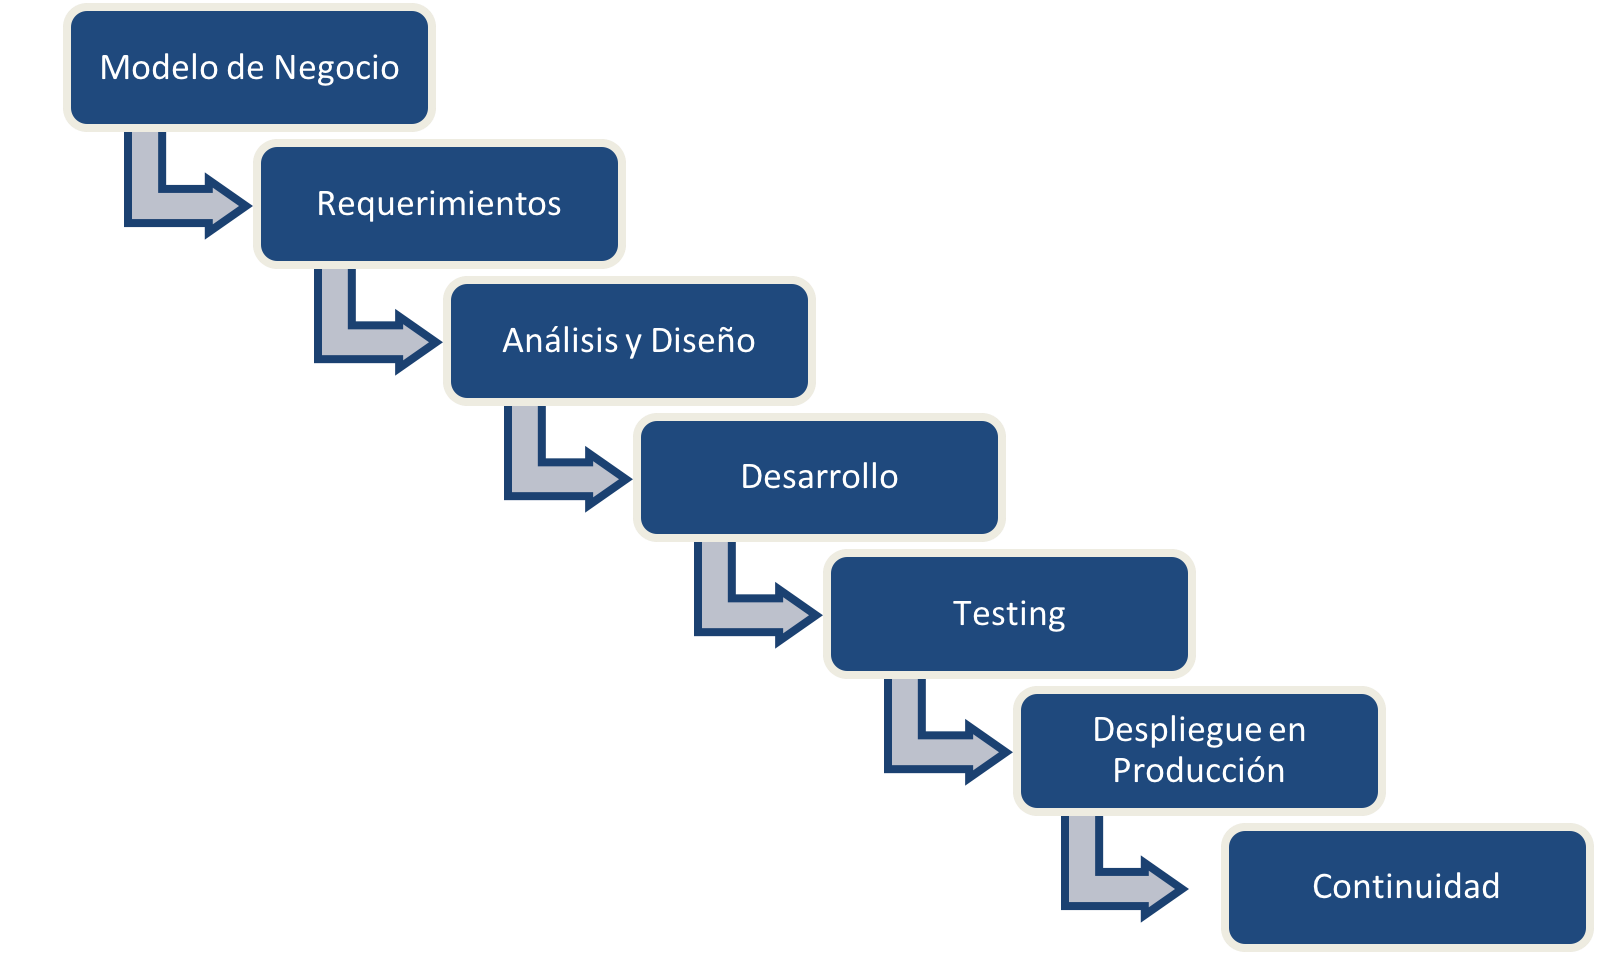 Modelo de Negocio
Requerimientos
Análisis y Diseño
Desarrollo
Testing
Despliegue en
Producción
Continuidad